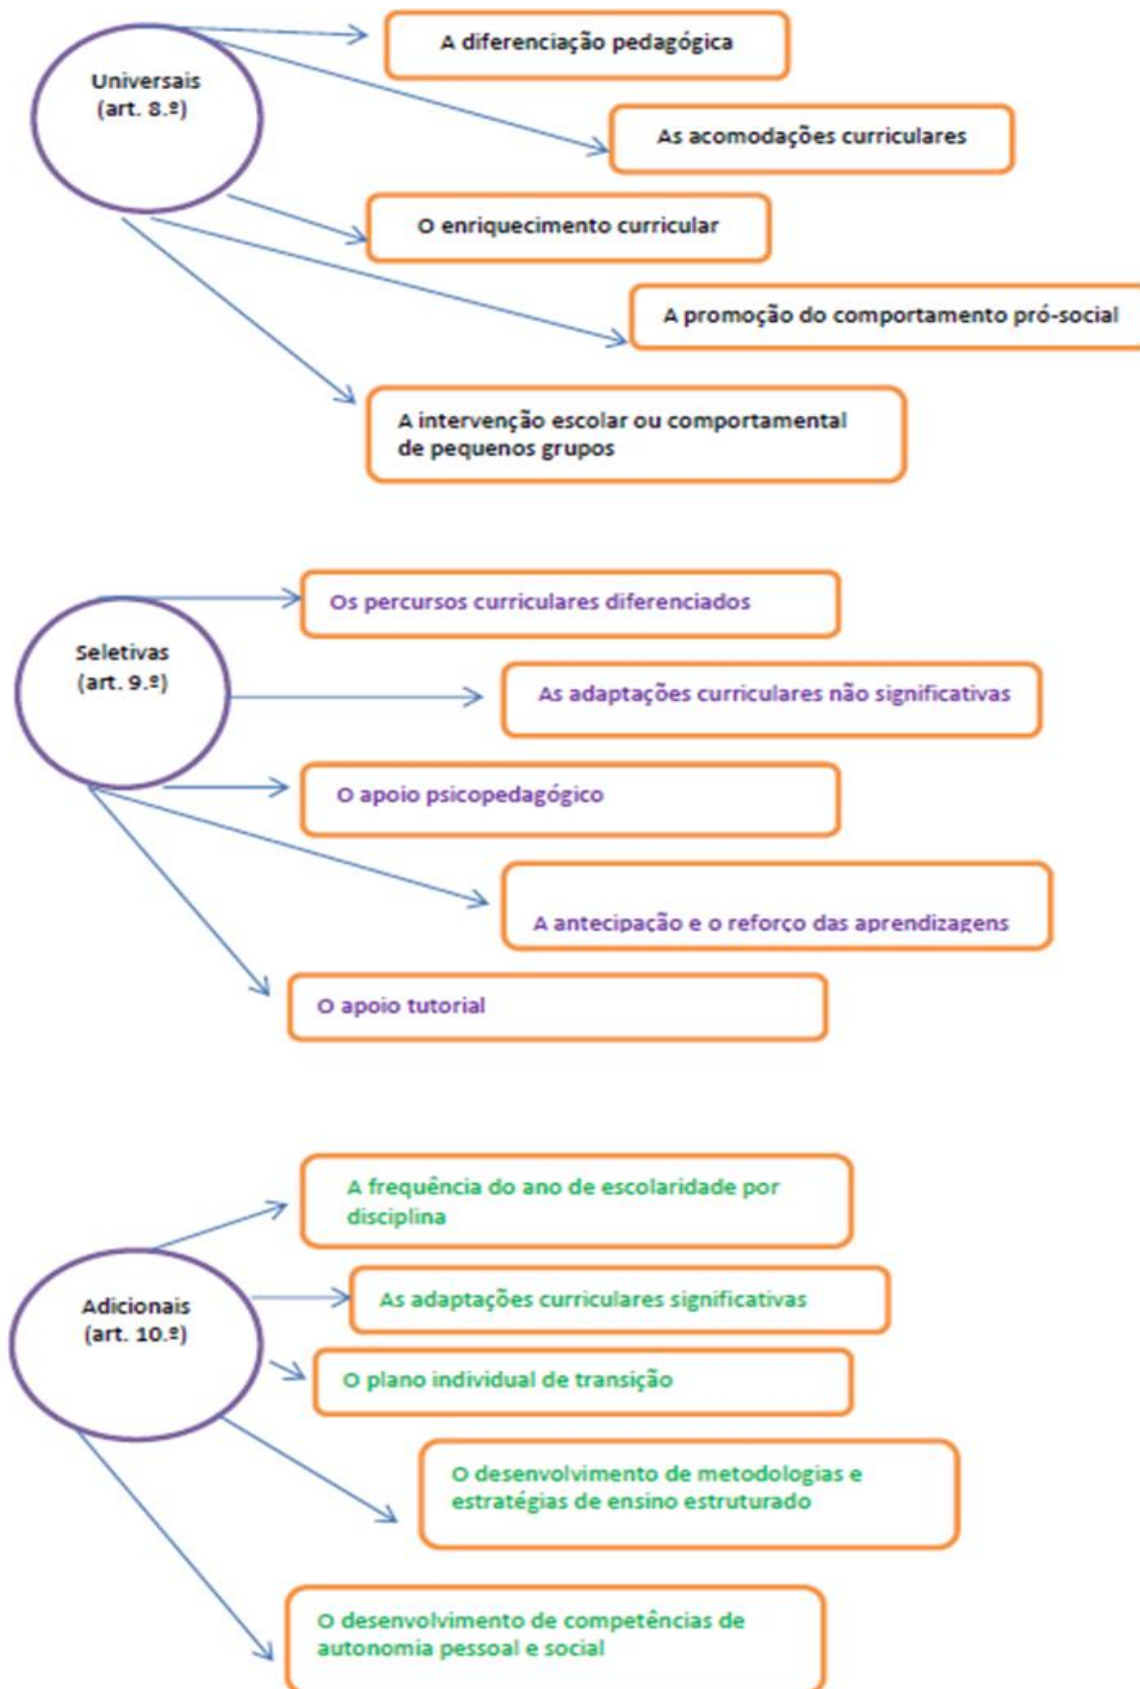 Universais
(art. 8.º)
A diferenciação pedagógica
As acomodações curriculares
O enriquecimento curricular
A promoção do comportamento pró-social
A intervenção escolar ou comportamental
de pequenos grupos
Seletivas
(art. 9.º)
Os percursos curriculares diferenciados
As adaptações curriculares não significativas
O apoio psicopedagógico
A antecipação e o reforço das aprendizagens
O apoio tutorial
Adicionais
(art. 10.º)
A frequência do ano de escolaridade por
disciplina
As adaptações curriculares significativas
O plano individual de transição
O desenvolvimento de metodologias e
estratégias de ensino estruturado
O desenvolvimento de competências de
autonomia pessoal e social